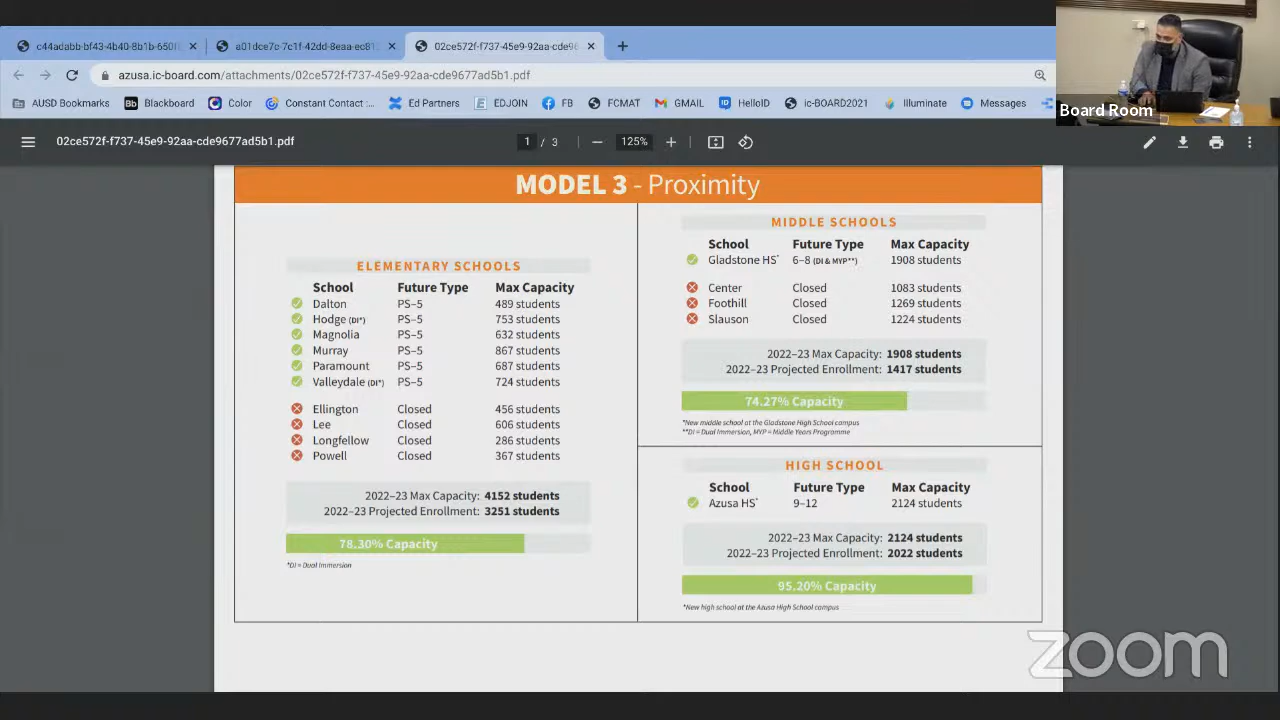 c44adabb-bf43-4b40-8b1b-650f
a01dce7c-7c1f-42dd-8eaa-ec81
02ce572f-f737-45e9-92aa-cde96
azusa.ic-board.com/attachments/02ce572f-f737-45e9-92aa-cde9677ad5b1.pdf
AUSD Bookmarks Bb Blackboard Color Constant Contact :... Ed Partners EDJOIN FB FCMAT GMAIL HelloID ic-BOARD2021 Illuminate Messages
Board Room
02ce572f-f737-45e9-92aa-cde9677ad5b1.pdf 1 / 3 — 125% +
MODEL 3 - Proximity
ELEMENTARY SCHOOLS
School Future Type Max Capacity
Dalton PS–5 489 students
Hodge (DI*) PS–5 753 students
Magnolia PS–5 632 students
Murray PS–5 867 students
Paramount PS–5 687 students
Valleydale (DI*) PS–5 724 students
Ellington Closed 456 students
Lee Closed 606 students
Longfellow Closed 286 students
Powell Closed 367 students
2022–23 Max Capacity: 4152 students
2022–23 Projected Enrollment: 3251 students
78.30% Capacity
*DI = Dual Immersion
MIDDLE SCHOOLS
School Future Type Max Capacity
Gladstone HS* 6–8 (DI & MYP**) 1908 students
Center Closed 1083 students
Foothill Closed 1269 students
Slauson Closed 1224 students
2022–23 Max Capacity: 1908 students
2022–23 Projected Enrollment: 1417 students
74.27% Capacity
*New middle school at the Gladstone High School campus
**DI = Dual Immersion, MYP = Middle Years Programme
HIGH SCHOOL
School Future Type Max Capacity
Azusa HS* 9–12 2124 students
2022–23 Max Capacity: 2124 students
2022–23 Projected Enrollment: 2022 students
95.20% Capacity
*New high school at the Azusa High School campus
zoom